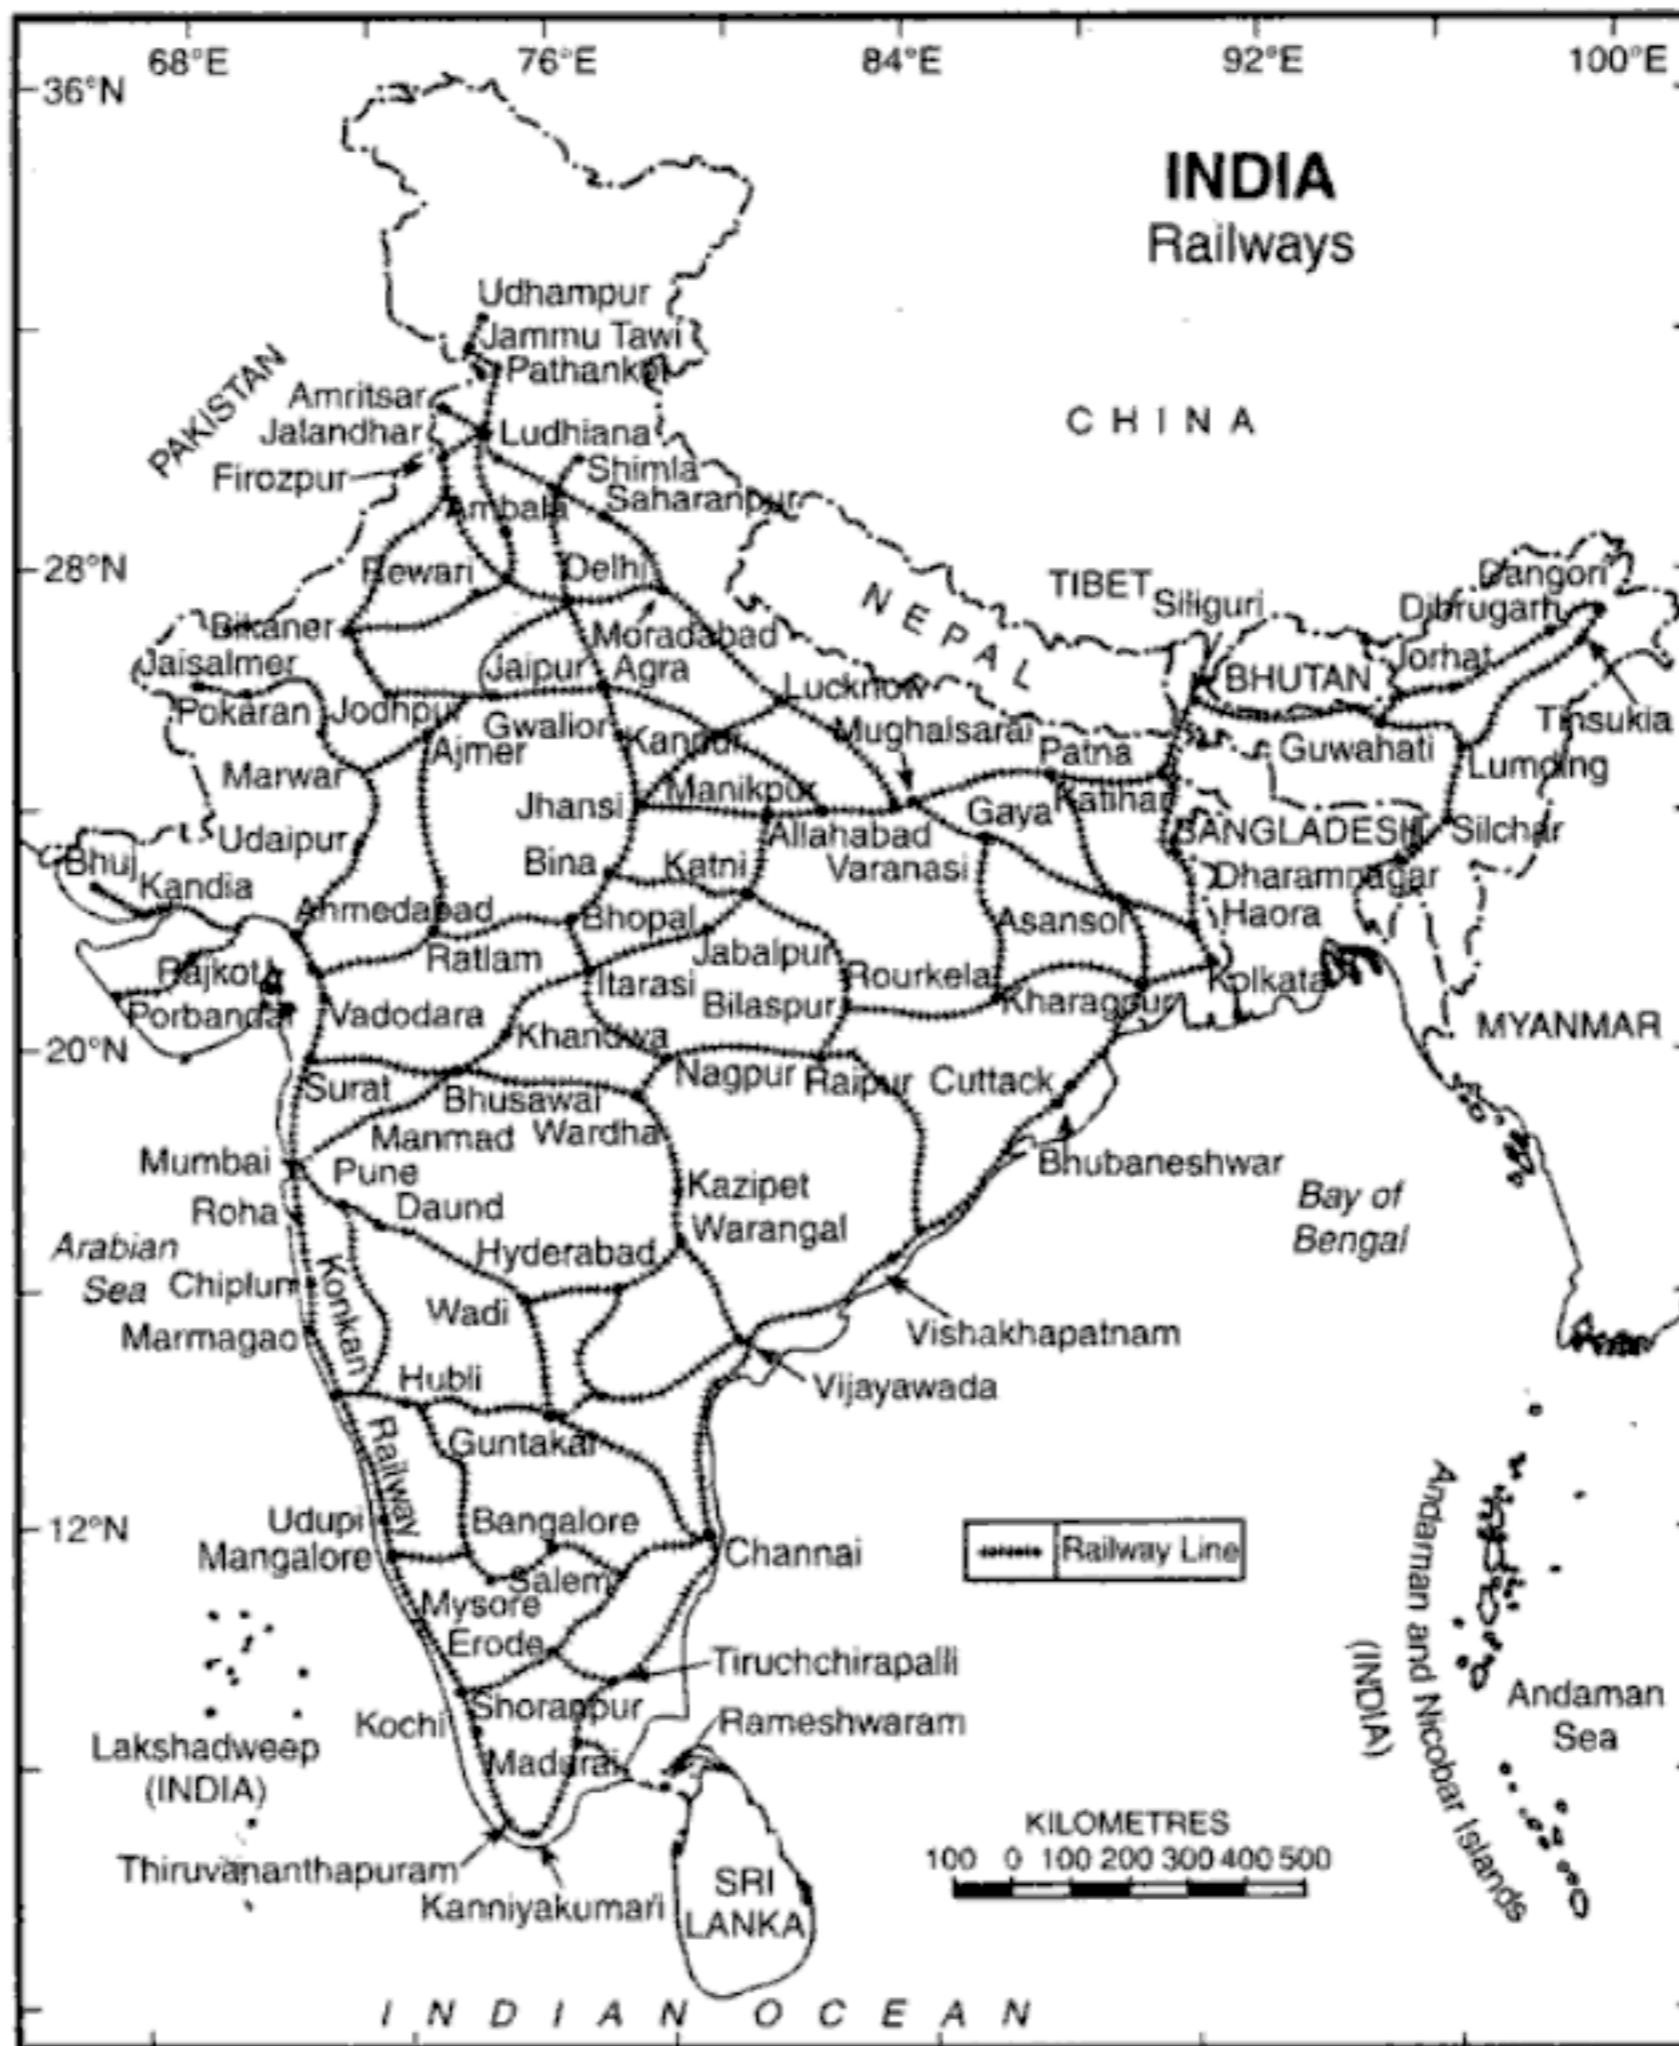 68°E 76°E 84°E 92°E 100°E
36°N
INDIA
Railways
Udhampur
Jammu Tawi
Pathankot
PAKISTAN
Amritsar
CHINA
Jalandhar
Ludhiana
Firozpur
Shimla
Saharanpur
Ambala
28°N
Rewari
Delhi
NEPAL
TIBET
Siliguri
Dangori
Dibrugarh
Bikaner
Moradabad
Jaisalmer
Jaipur
Agra
Lucknow
BHUTAN
Jorhat
Pokaran
Jodhpur
Gwalior
Kanpur
Mughalsarai
Patna
Guwahati
Tinsukia
Ajmer
Marwar
Manikpur
Katihar
Lumding
Jhansi
Gaya
Udaipur
Allahabad
BANGLADESH
Silchar
Bhuj
Bina
Katni
Varanasi
Dharamnagar
Kandla
Ahmedabad
Bhopal
Asansol
Haora
Ratlam
Jabalpur
Rajkot
Itarasi
Rourkela
Kolkata
Porbandar
Vadodara
Bilaspur
Kharagpur
MYANMAR
Khandwa
20°N
Surat
Nagpur
Raipur
Cuttack
Bhusawal
Manmad
Wardha
Mumbai
Pune
Bhubaneshwar
Kazipet
Roha
Daund
Warangal
Bay of
Bengal
Arabian
Sea
Hyderabad
Chiplun
Konkan
Railway
Wadi
Marmagao
Vishakhapatnam
Hubli
Vijayawada
Guntakal
Udupi
Bangalore
12°N
Mangalore
Channai
Railway Line
Salem
Mysore
Erode
Tiruchchirapalli
Shoranpur
Kochi
Rameshwaram
Lakshadweep
(INDIA)
Madurai
Andaman and Nicobar Islands
(INDIA)
Andaman
Sea
KILOMETRES
100 0 100 200 300 400 500
Thiruvananthapuram
Kanniyakumari
SRI
LANKA
INDIAN OCEAN